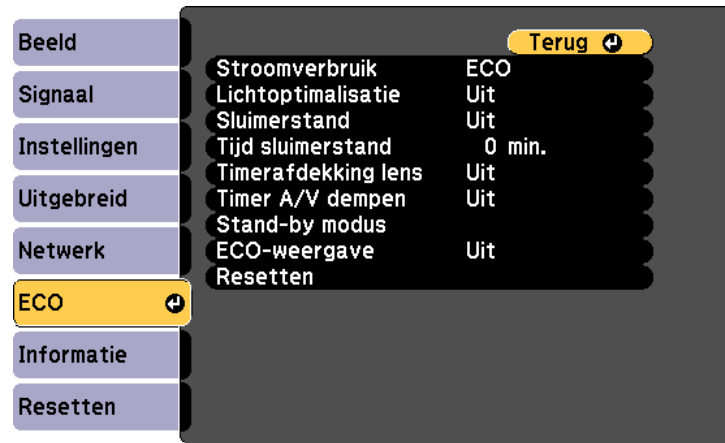 Beeld
Signaal
Instellingen
Uitgebreid
Netwerk
ECO
Informatie
Resetten
Terug
Stroomverbruik ECO
Lichtoptimalisatie Uit
Sluimerstand Uit
Tijd sluimerstand 0 min.
Timerafdekking lens Uit
Timer A/V dempen Uit
Stand-by modus
ECO-weergave Uit
Resetten